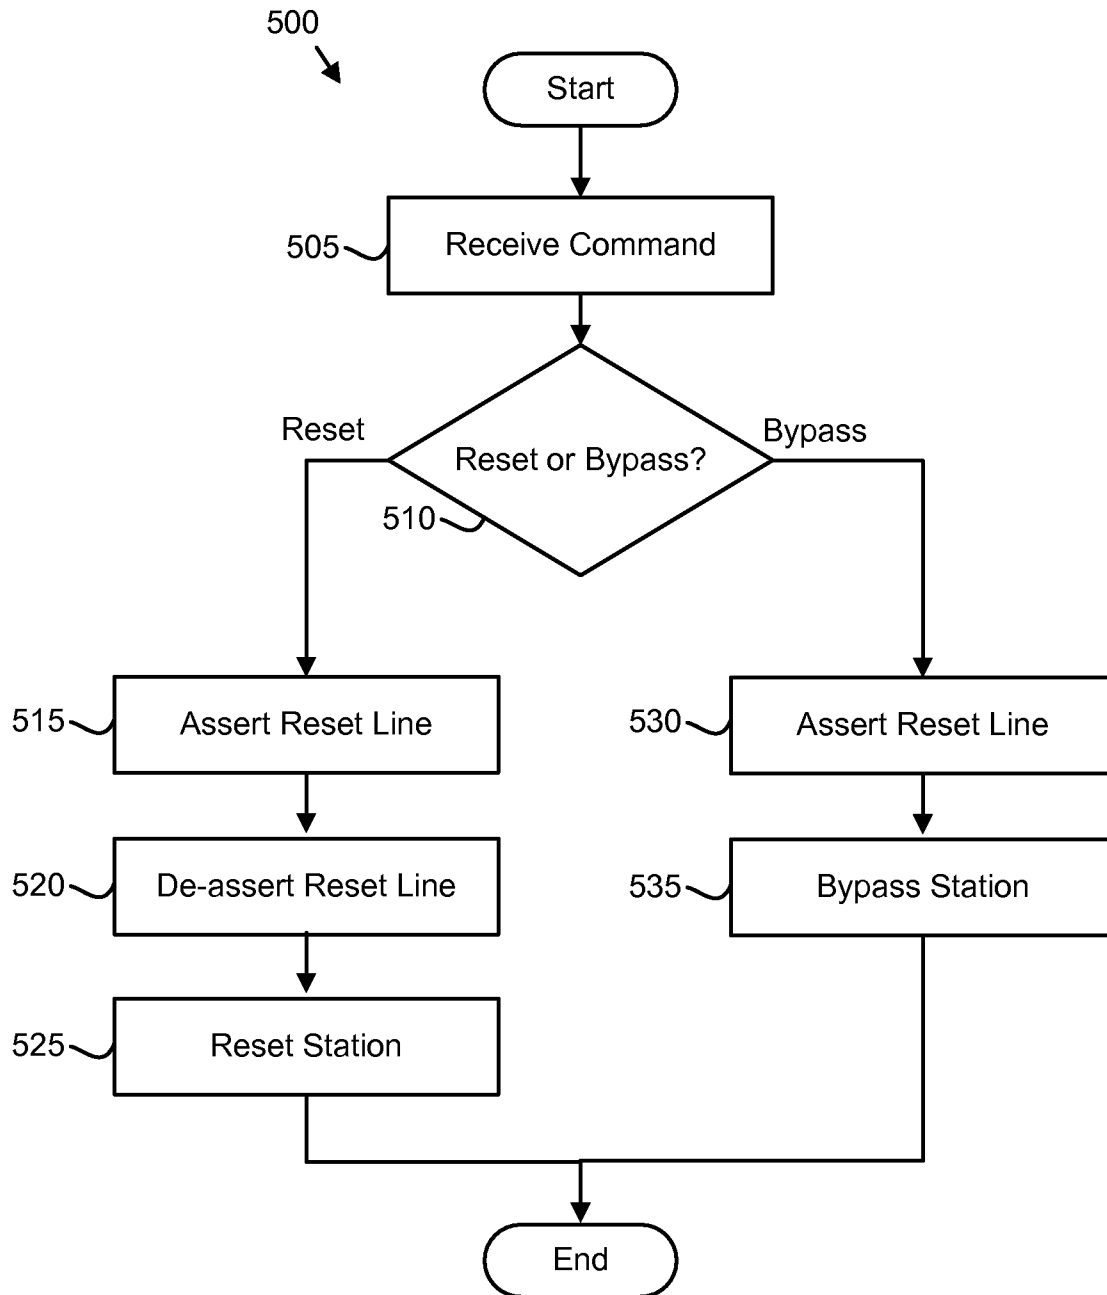 500
Start
505
Receive Command
Reset
Bypass
Reset or Bypass?
510
515
Assert Reset Line
530
Assert Reset Line
520
De-assert Reset Line
535
Bypass Station
525
Reset Station
End